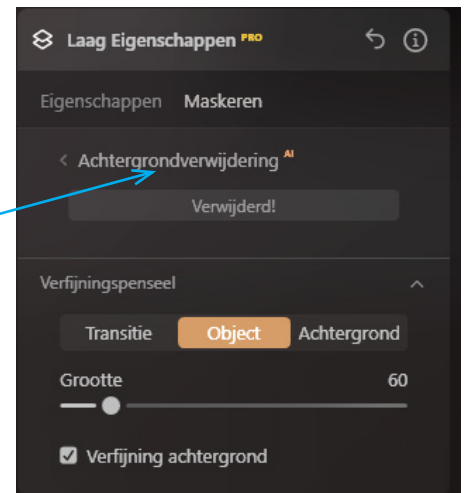 Laag Eigenschappen PRO
Eigenschappen Maskeren
< Achtergrondverwijdering AI
Verwijderd!
Verfijningspenseel
Transitie Object Achtergrond
Grootte 60
Verfijning achtergrond